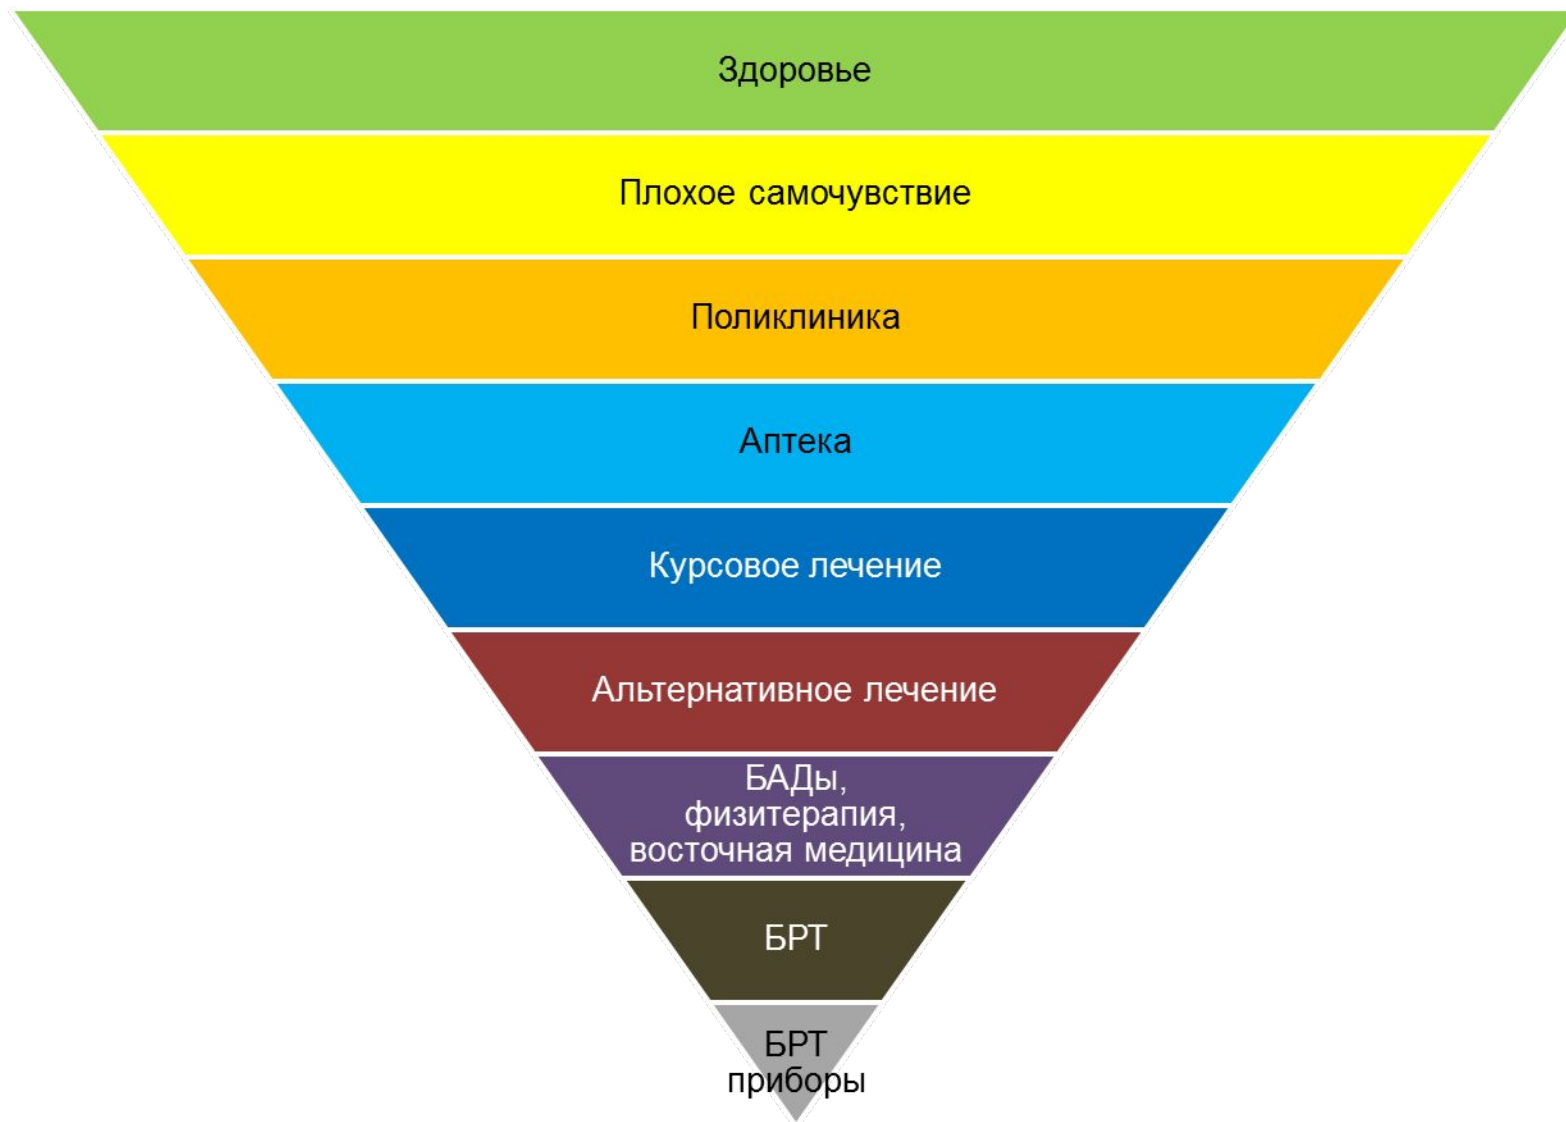 Здоровье
Плохое самочувствие
Поликлиника
Аптека
Курсовое лечение
Альтернативное лечение
БАДы,
физитерапия,
восточная медицина
БРТ
БРТ
приборы